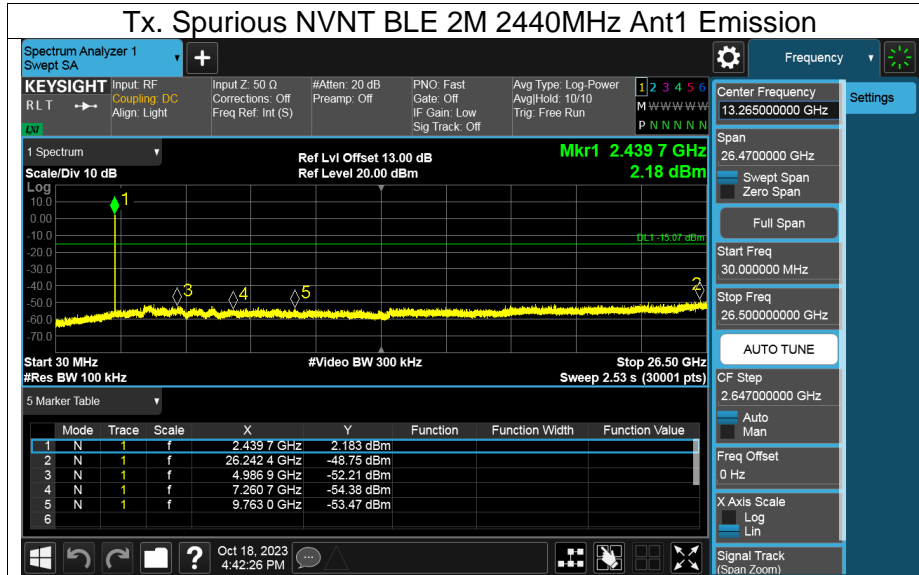 Tx. Spurious NVNT BLE 2M 2440MHz Ant1 Emission
Spectrum Analyzer 1
Swept SA
+
Frequency
KEYSIGHT
RLT
LXI
Input: RF
Coupling: DC
Align: Light
Input Z: 50 Ω
Corrections: Off
Freq Ref: Int (S)
#Atten: 20 dB
Preamp: Off
PNO: Fast
Gate: Off
IF Gain: Low
Sig Track: Off
Avg Type: Log-Power
Avg|Hold: 10/10
Trig: Free Run
1 2 3 4 5 6
M W W W W W
P N N N N N
1 Spectrum
Scale/Div 10 dB
Log
Ref Lvl Offset 13.00 dB
Ref Level 20.00 dBm
Mkr1 2.439 7 GHz
2.18 dBm
10.0
0.00
-10.0
-20.0
-30.0
-40.0
-50.0
-60.0
-70.0
1
DL1 -15.07 dBm
2
3
4
5
Start 30 MHz
#Res BW 100 kHz
#Video BW 300 kHz
Stop 26.50 GHz
Sweep 2.53 s (30001 pts)
5 Marker Table
Mode Trace Scale X Y Function Function Width Function Value
1 N 1 f 2.439 7 GHz 2.183 dBm
2 N 1 f 26.242 4 GHz -48.75 dBm
3 N 1 f 4.986 9 GHz -52.21 dBm
4 N 1 f 7.260 7 GHz -54.38 dBm
5 N 1 f 9.763 0 GHz -53.47 dBm
6
?
Oct 18, 2023
4:42:26 PM
Center Frequency
13.265000000 GHz
Settings
Span
26.4700000 GHz
Swept Span
Zero Span
Full Span
Start Freq
30.000000 MHz
Stop Freq
26.500000000 GHz
AUTO TUNE
CF Step
2.647000000 GHz
Auto
Man
Freq Offset
0 Hz
X Axis Scale
Log
Lin
Signal Track
(Span Zoom)